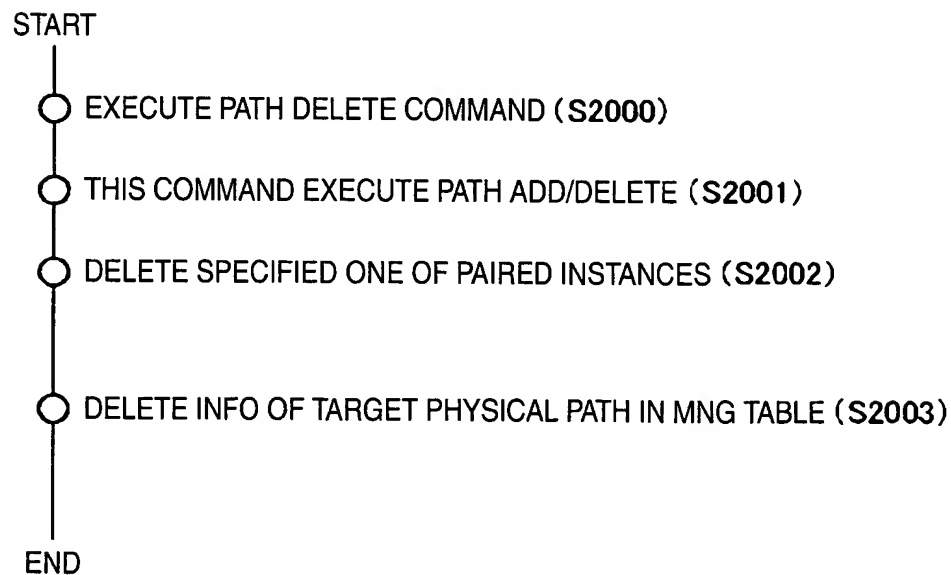 START
EXECUTE PATH DELETE COMMAND (S2000)
THIS COMMAND EXECUTE PATH ADD/DELETE (S2001)
DELETE SPECIFIED ONE OF PAIRED INSTANCES (S2002)
DELETE INFO OF TARGET PHYSICAL PATH IN MNG TABLE (S2003)
END